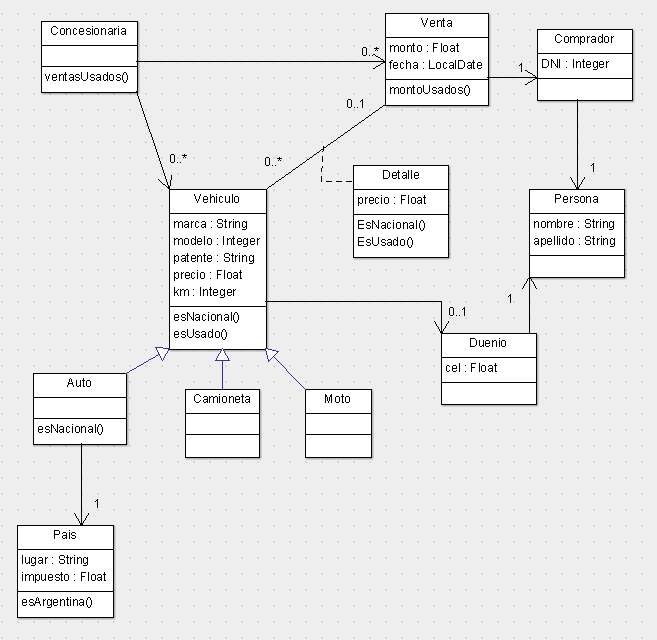 Concesionaria
ventasUsados()
Venta
monto : Float
fecha : LocalDate
montoUsados()
Comprador
DNI : Integer
0..*
1
0..1
0..*
0..*
1
Vehiculo
marca : String
modelo : Integer
patente : String
precio : Float
km : Integer
esNacional()
esUsado()
Detalle
precio : Float
EsNacional()
EsUsado()
Persona
nombre : String
apellido : String
1
0..1
Duenio
cel : Float
Auto
esNacional()
Camioneta
Moto
1
Pais
lugar : String
impuesto : Float
esArgentina()